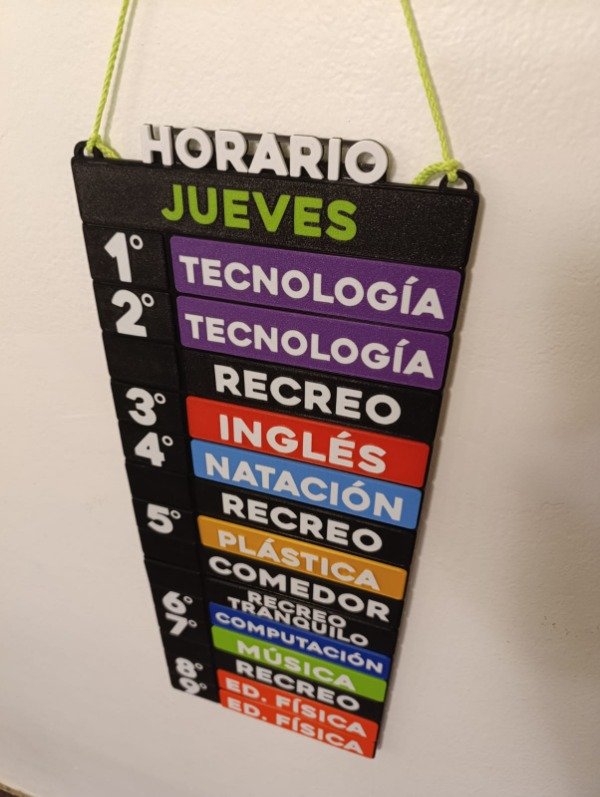 HORARIO
JUEVES
1° TECNOLOGÍA
2° TECNOLOGÍA
RECREO
3° INGLÉS
4° NATACIÓN
RECREO
5° PLÁSTICA
COMEDOR
RECREO
TRANQUILO
6° COMPUTACIÓN
7° MÚSICA
RECREO
8° ED. FÍSICA
9° ED. FÍSICA